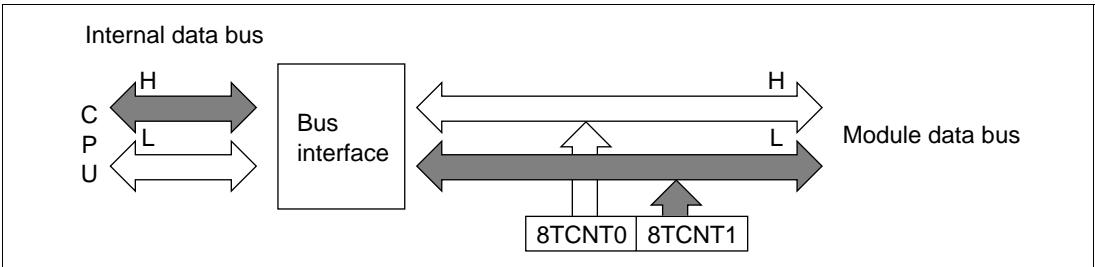 Internal data bus
H
L
C
P
U
Bus
interface
H
L
Module data bus
8TCNT0
8TCNT1